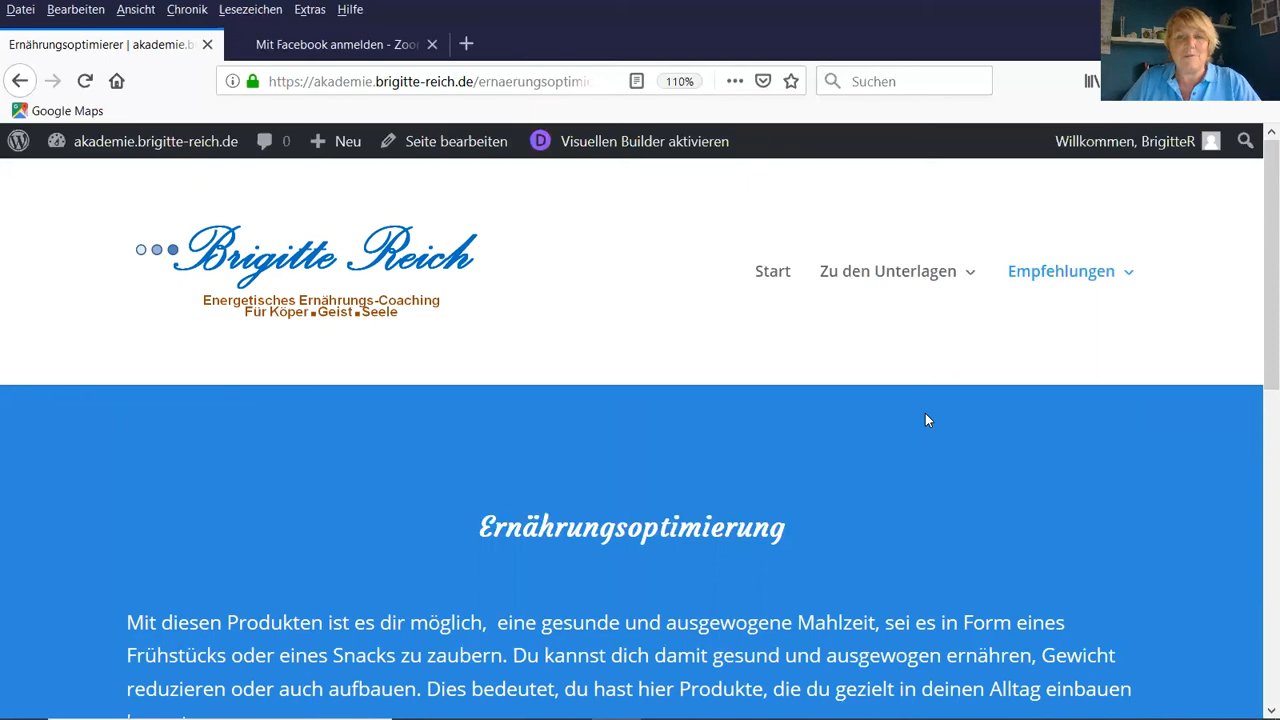 Datei Bearbeiten Ansicht Chronik Lesezeichen Extras Hilfe
Ernährungsoptimierer | akademie.b
Mit Facebook anmelden - Zoo
https://akademie.brigitte-reich.de/ernaerungsoptimi
110%
Suchen
Google Maps
akademie.brigitte-reich.de 0 Neu Seite bearbeiten D Visuellen Builder aktivieren Willkommen, BrigitteR
Brigitte Reich
Energetisches Ernährungs-Coaching
Für Köper ▪ Geist ▪ Seele
Start Zu den Unterlagen Empfehlungen
Ernährungsoptimierung
Mit diesen Produkten ist es dir möglich, eine gesunde und ausgewogene Mahlzeit, sei es in Form eines
Frühstücks oder eines Snacks zu zaubern. Du kannst dich damit gesund und ausgewogen ernähren, Gewicht
reduzieren oder auch aufbauen. Dies bedeutet, du hast hier Produkte, die du gezielt in deinen Alltag einbauen